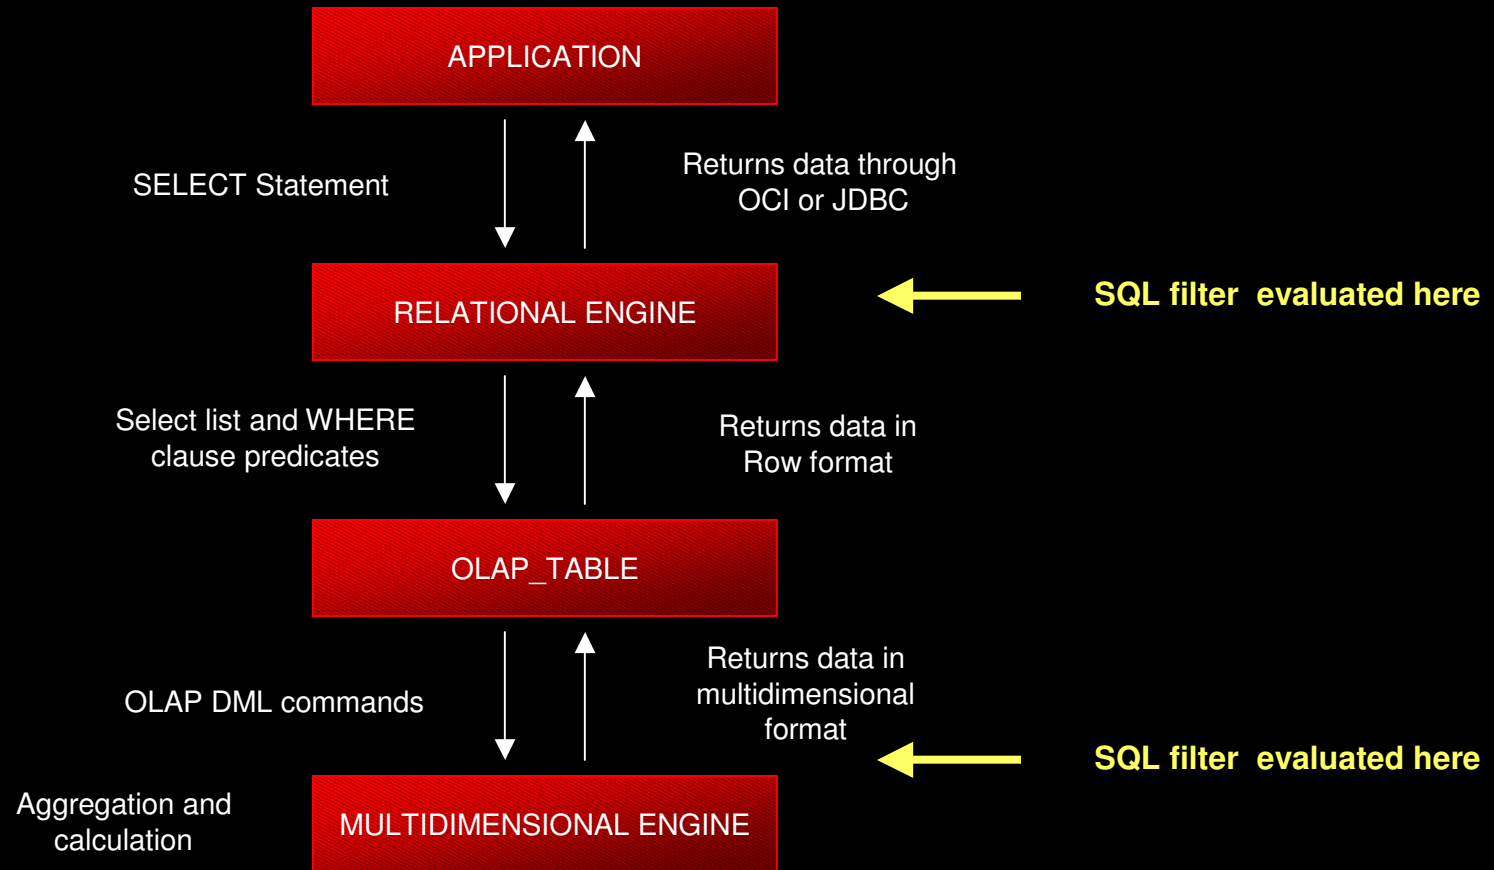 APPLICATION
SELECT Statement
Returns data through
OCI or JDBC
RELATIONAL ENGINE
SQL filter  evaluated here
Select list and WHERE
clause predicates
Returns data in
Row format
OLAP_TABLE
OLAP DML commands
Returns data in
multidimensional
format
SQL filter  evaluated here
Aggregation and
calculation
MULTIDIMENSIONAL ENGINE